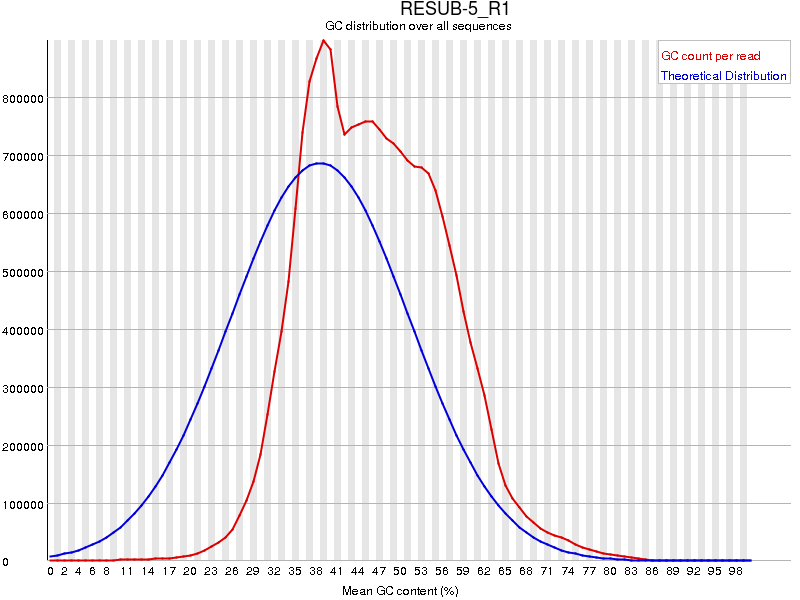 RESUB-5_R1
GC distribution over all sequences
GC count per read
Theoretical Distribution
800000
700000
600000
500000
400000
300000
200000
100000
0
0 2 4 6 8 11 14 17 20 23 26 29 32 35 38 41 44 47 50 53 56 59 62 65 68 71 74 77 80 83 86 89 92 95 98
Mean GC content (%)